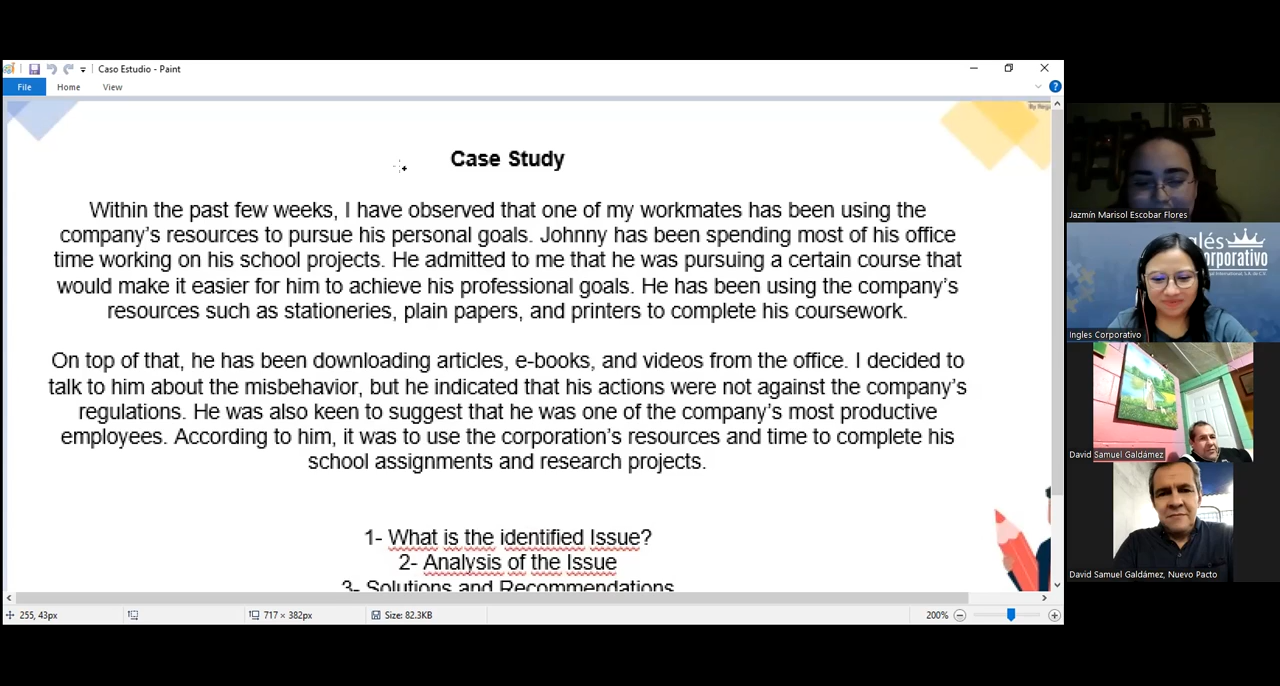 Caso Estudio - Paint
File
Home
View
Case Study
Within the past few weeks, I have observed that one of my workmates has been using the
company's resources to pursue his personal goals. Johnny has been spending most of his office
time working on his school projects. He admitted to me that he was pursuing a certain course that
would make it easier for him to achieve his professional goals. He has been using the company's
resources such as stationeries, plain papers, and printers to complete his coursework.
On top of that, he has been downloading articles, e-books, and videos from the office. I decided to
talk to him about the misbehavior, but he indicated that his actions were not against the company's
regulations. He was also keen to suggest that he was one of the company's most productive
employees. According to him, it was to use the corporation's resources and time to complete his
school assignments and research projects.
1- What is the identified Issue?
2- Analysis of the Issue
3- Solutions and Recommendations
255, 43px
717 × 382px
Size: 82.3KB
200%
Jazmín Marisol Escobar Flores
Ingles Corporativo
David Samuel Galdámez
David Samuel Galdámez, Nuevo Pacto